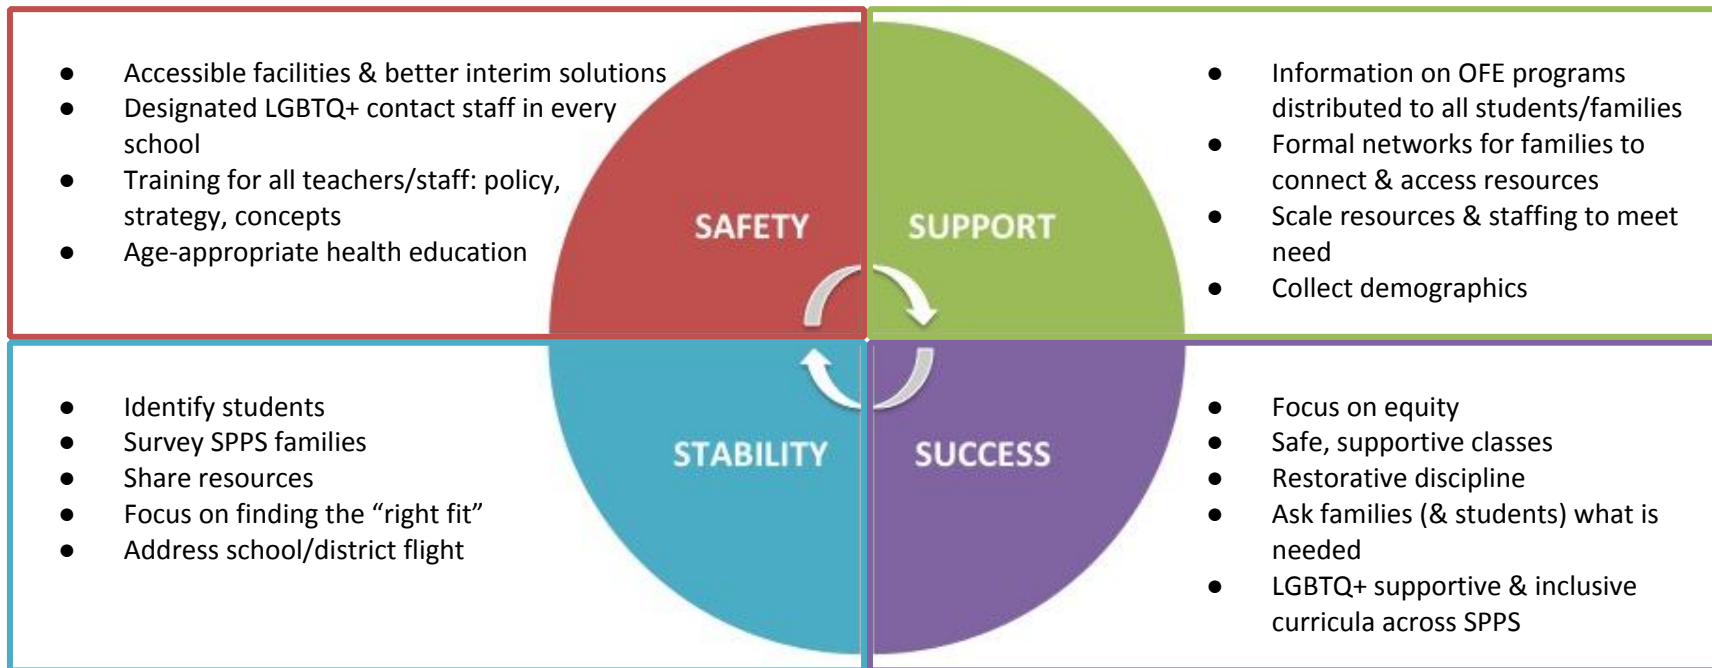 ● Accessible facilities & better interim solutions
● Designated LGBTQ+ contact staff in every
school
● Training for all teachers/staff: policy,
strategy, concepts
● Age-appropriate health education
SAFETY
SUPPORT
● Information on OFE programs
distributed to all students/families
● Formal networks for families to
connect & access resources
● Scale resources & staffing to meet
need
● Collect demographics
● Identify students
● Survey SPPS families
● Share resources
● Focus on finding the “right fit”
● Address school/district flight
STABILITY
SUCCESS
● Focus on equity
● Safe, supportive classes
● Restorative discipline
● Ask families (& students) what is
needed
● LGBTQ+ supportive & inclusive
curricula across SPPS